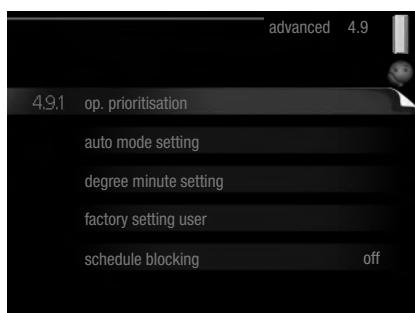 advanced 4.9
4.9.1 op. prioritisation
auto mode setting
degree minute setting
factory setting user
schedule blocking off